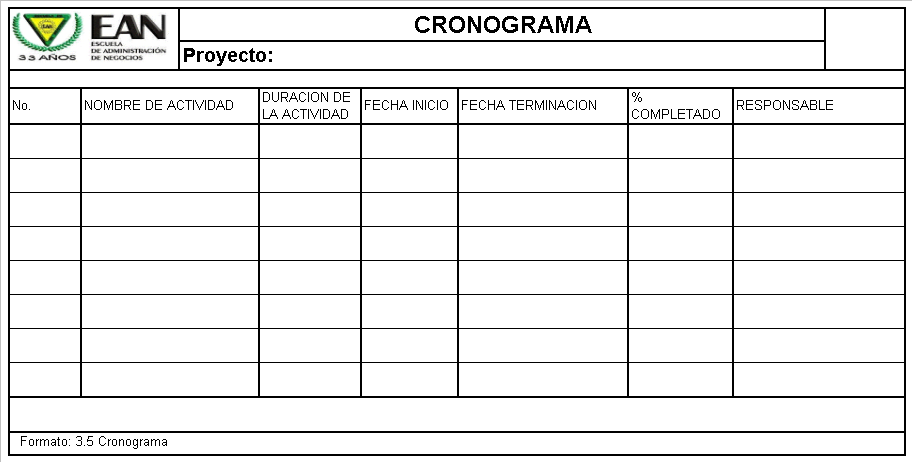 EAN
ESCUELA
DE ADMINISTRACIÓN
DE NEGOCIOS
33 AÑOS
CRONOGRAMA
Proyecto:
No.
NOMBRE DE ACTIVIDAD
DURACION DE
LA ACTIVIDAD
FECHA INICIO
FECHA TERMINACION
%
COMPLETADO
RESPONSABLE
Formato: 3.5 Cronograma